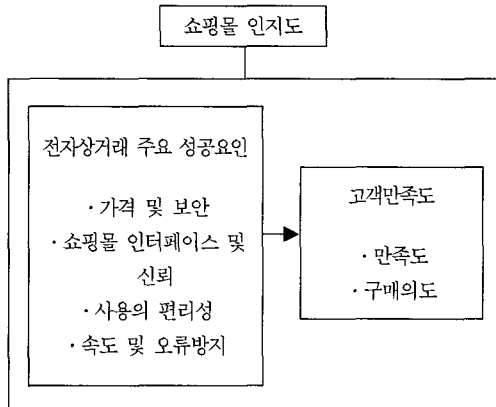 쇼핑몰 인지도
전자상거래 주요 성공요인
· 가격 및 보안
· 쇼핑몰 인터페이스 및
신뢰
· 사용의 편리성
· 속도 및 오류방지
고객만족도
· 만족도
· 구매의도